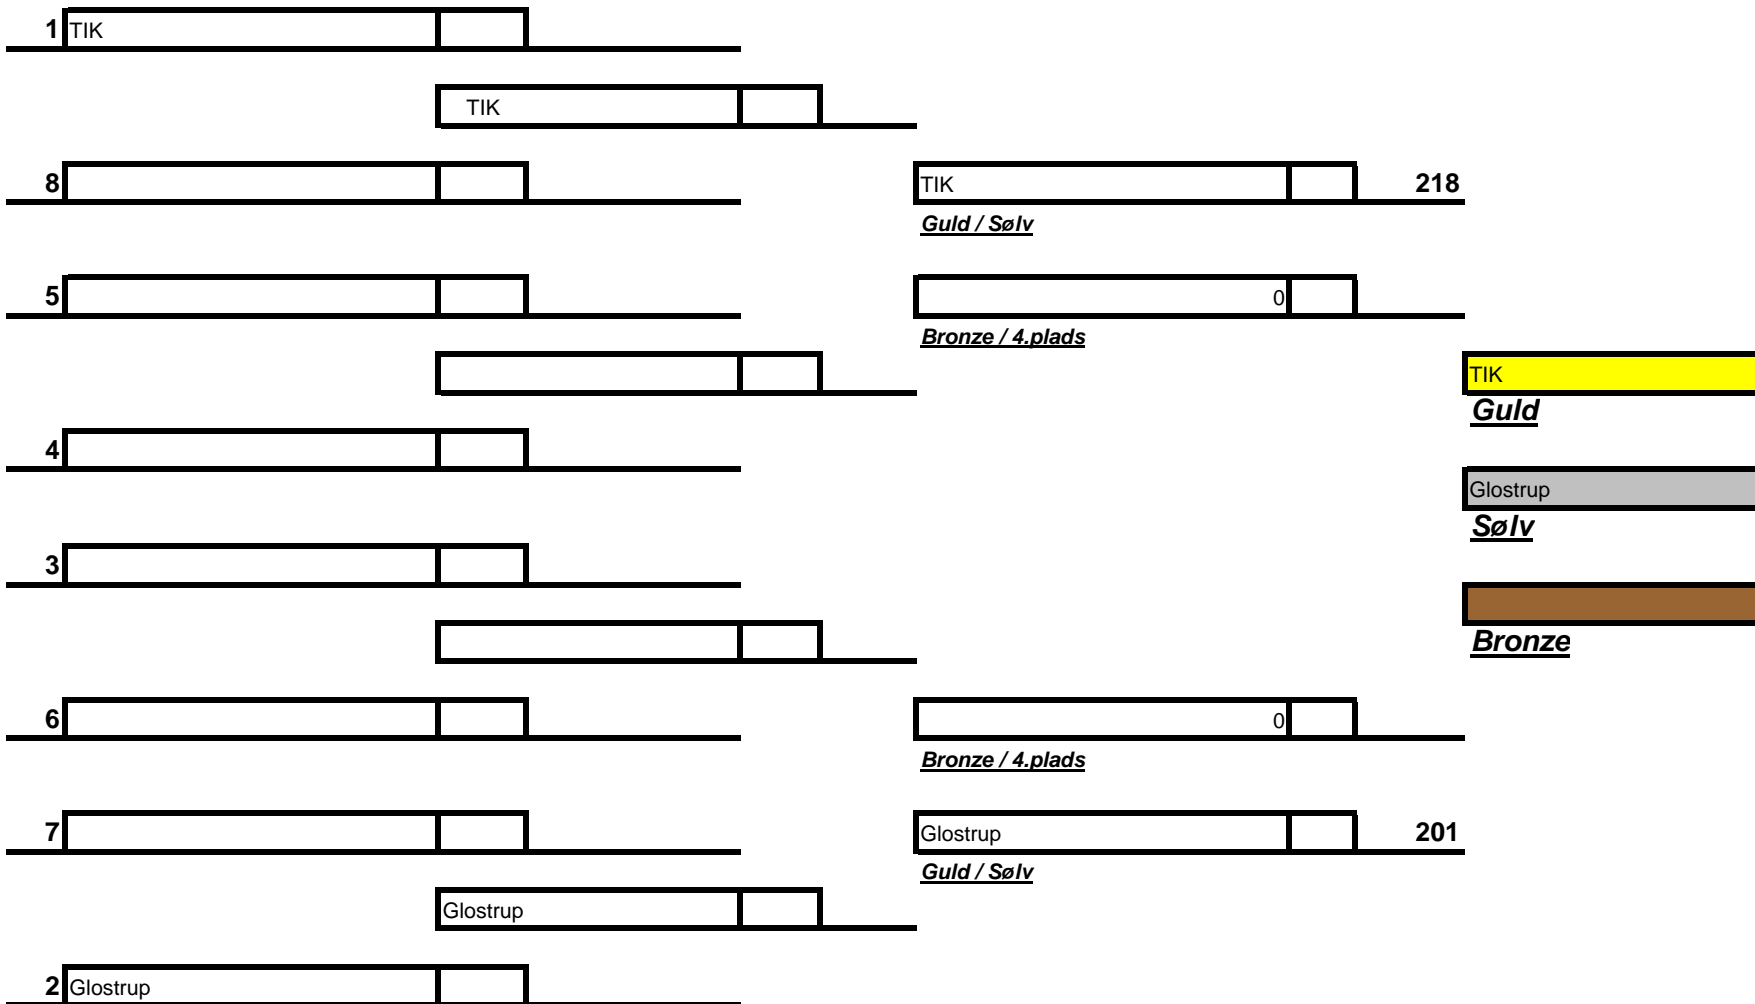 1 TIK
TIK
8
TIK 218
Guld / Sølv
5
0
Bronze / 4.plads
TIK
Guld
4
Glostrup
Sølv
3
Bronze
6
0
Bronze / 4.plads
7
Glostrup 201
Guld / Sølv
Glostrup
2 Glostrup